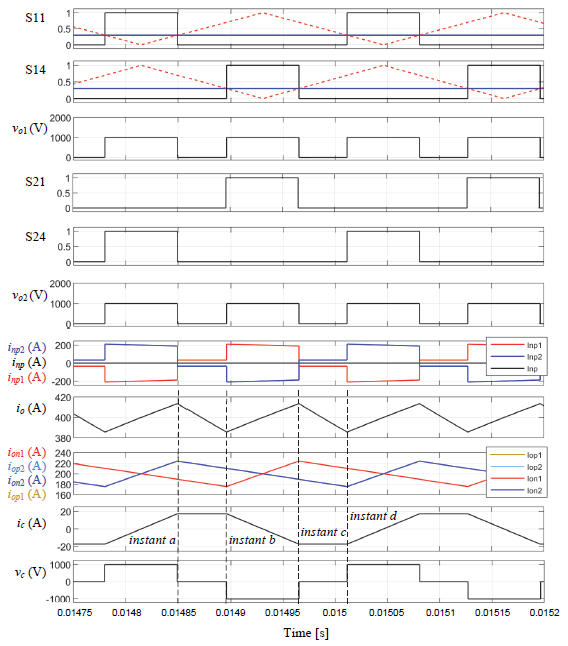 S11
1
0.5
0
S14
1
0.5
0
vo1 (V)
2000
1000
0
S21
1
0.5
0
S24
1
0.5
0
vo2 (V)
2000
1000
0
inp2 (A)
inp (A)
inp1 (A)
200
0
-200
Inp1
Inp2
Inp
io (A)
420
400
380
ion1 (A)
iop2 (A)
ion2 (A)
iop1 (A)
240
220
200
180
160
Iop1
Iop2
Ion1
Ion2
ic (A)
20
0
-20
instant a
instant b
instant c
instant d
vc (V)
1000
0
-1000
0.01475 0.0148 0.01485 0.0149 0.01495 0.015 0.01505 0.0151 0.01515 0.0152
Time [s]